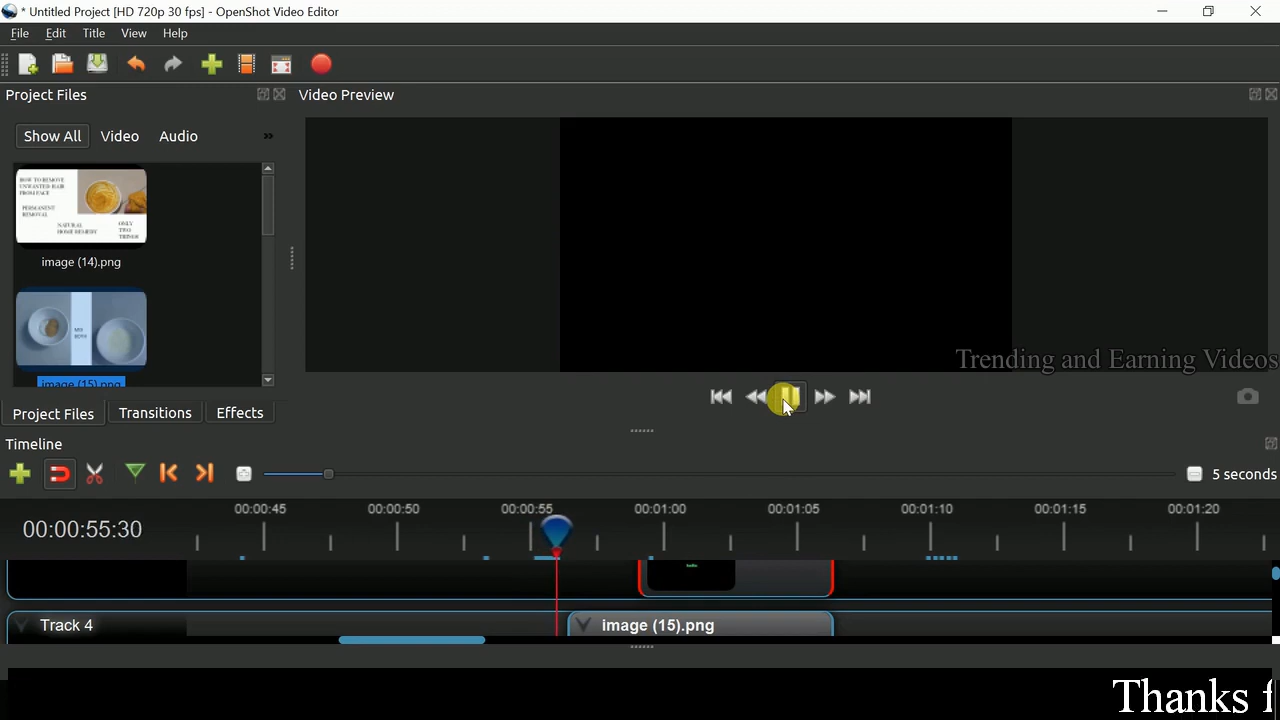 * Untitled Project [HD 720p 30 fps] - OpenShot Video Editor
File Edit Title View Help
Project Files
Video Preview
Show All Video Audio »
HOW TO REMOVE
UNWANTED HAIR
FROM FACE
PERMANENT
REMOVAL
NATURAL
HOME REMEDY
ONLY
TWO
THINGS
image (14).png
image (15).png
Trending and Earning Videos
Project Files Transitions Effects
Timeline
5 seconds
00:00:55:30
00:00:45 00:00:50 00:00:55 00:01:00 00:01:05 00:01:10 00:01:15 00:01:20
Track 4
image (15).png
Thanks f